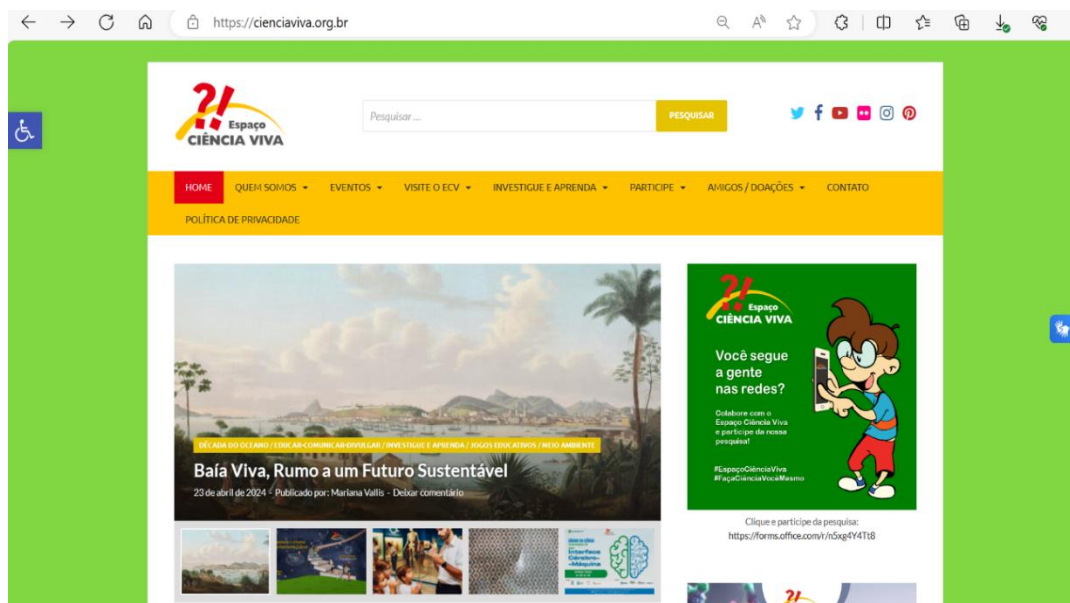 https://cienciaviva.org.br
?!
Espaço
CIÊNCIA VIVA
Pesquisar ...
PESQUISAR
HOME QUEM SOMOS EVENTOS VISITE O ECV INVESTIGUE E APRENDA PARTICIPE AMIGOS / DOAÇÕES CONTATO
POLÍTICA DE PRIVACIDADE
DÉCADA DO OCEANO / EDUCAR-COMUNICAR-DIVULGAR / INVESTIGUE E APRENDA / JOGOS EDUCATIVOS / MEIO AMBIENTE
Baía Viva, Rumo a um Futuro Sustentável
23 de abril de 2024 - Publicado por: Mariana Vallis - Deixar comentário
Interface
Cérebro-
Máquina
?!
Espaço
CIÊNCIA VIVA
Você segue
a gente
nas redes?
Colabore com o
Espaço Ciência Viva
e participe da nossa
pesquisa!
#EspaçoCiênciaViva
#FaçaCiênciaVocêMesmo
Clique e participe da pesquisa:
https://forms.office.com/r/n5xg4Y4Tt8
?!